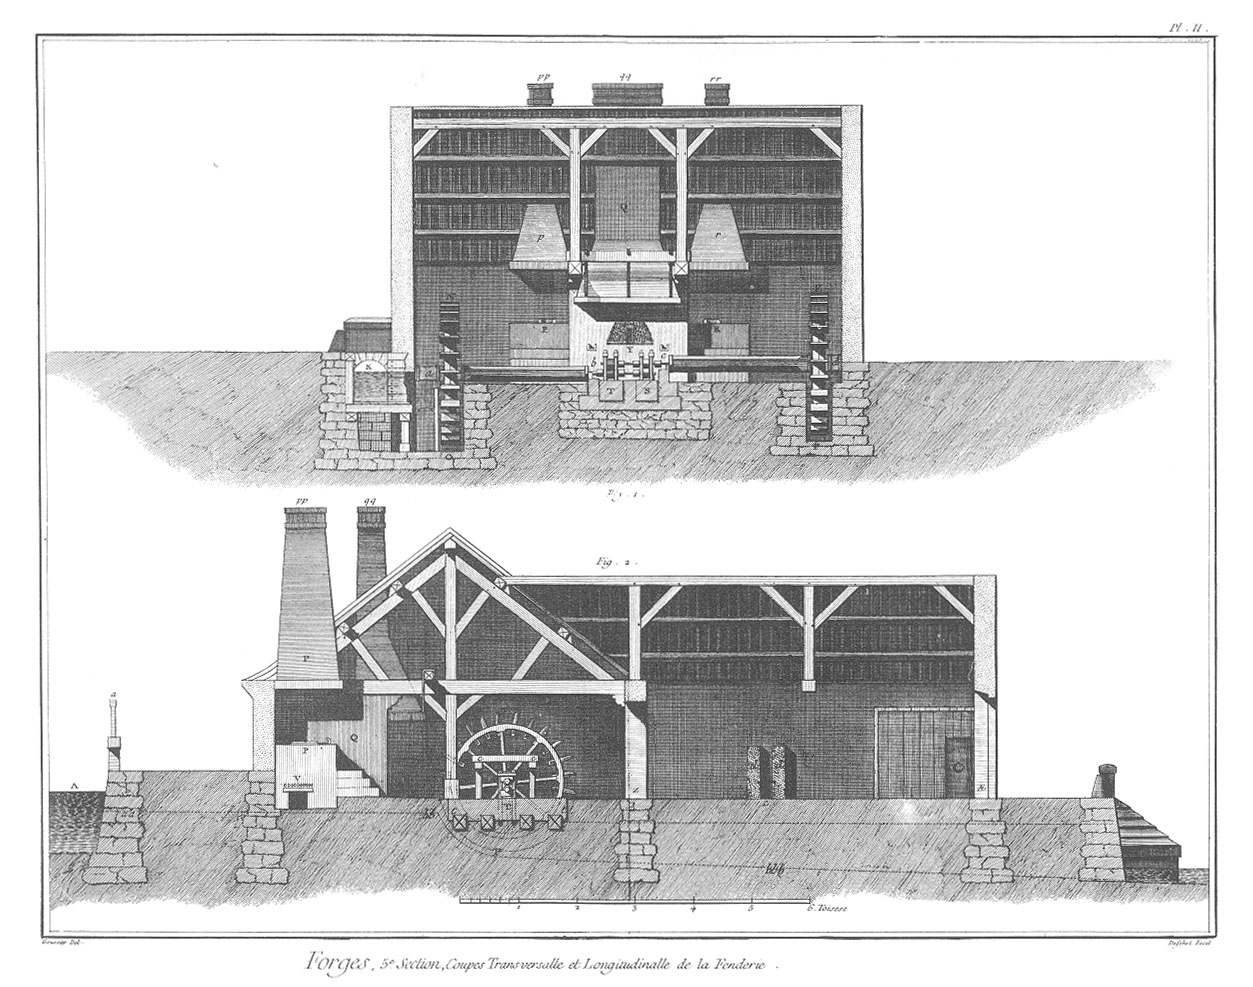 Pl. II.
pp qq rr
Q
p r
P R
Y
b c
K a
T S
Fig. 1.
pp qq
Fig. 2.
P
a
P Q
V
A
Z Æ
1 2 3 4 5 6 Toises
Goussier Del. Defehrt Fecit
Forges, 5e Section, Coupes Transversalle et Longitudinalle de la Fenderie.